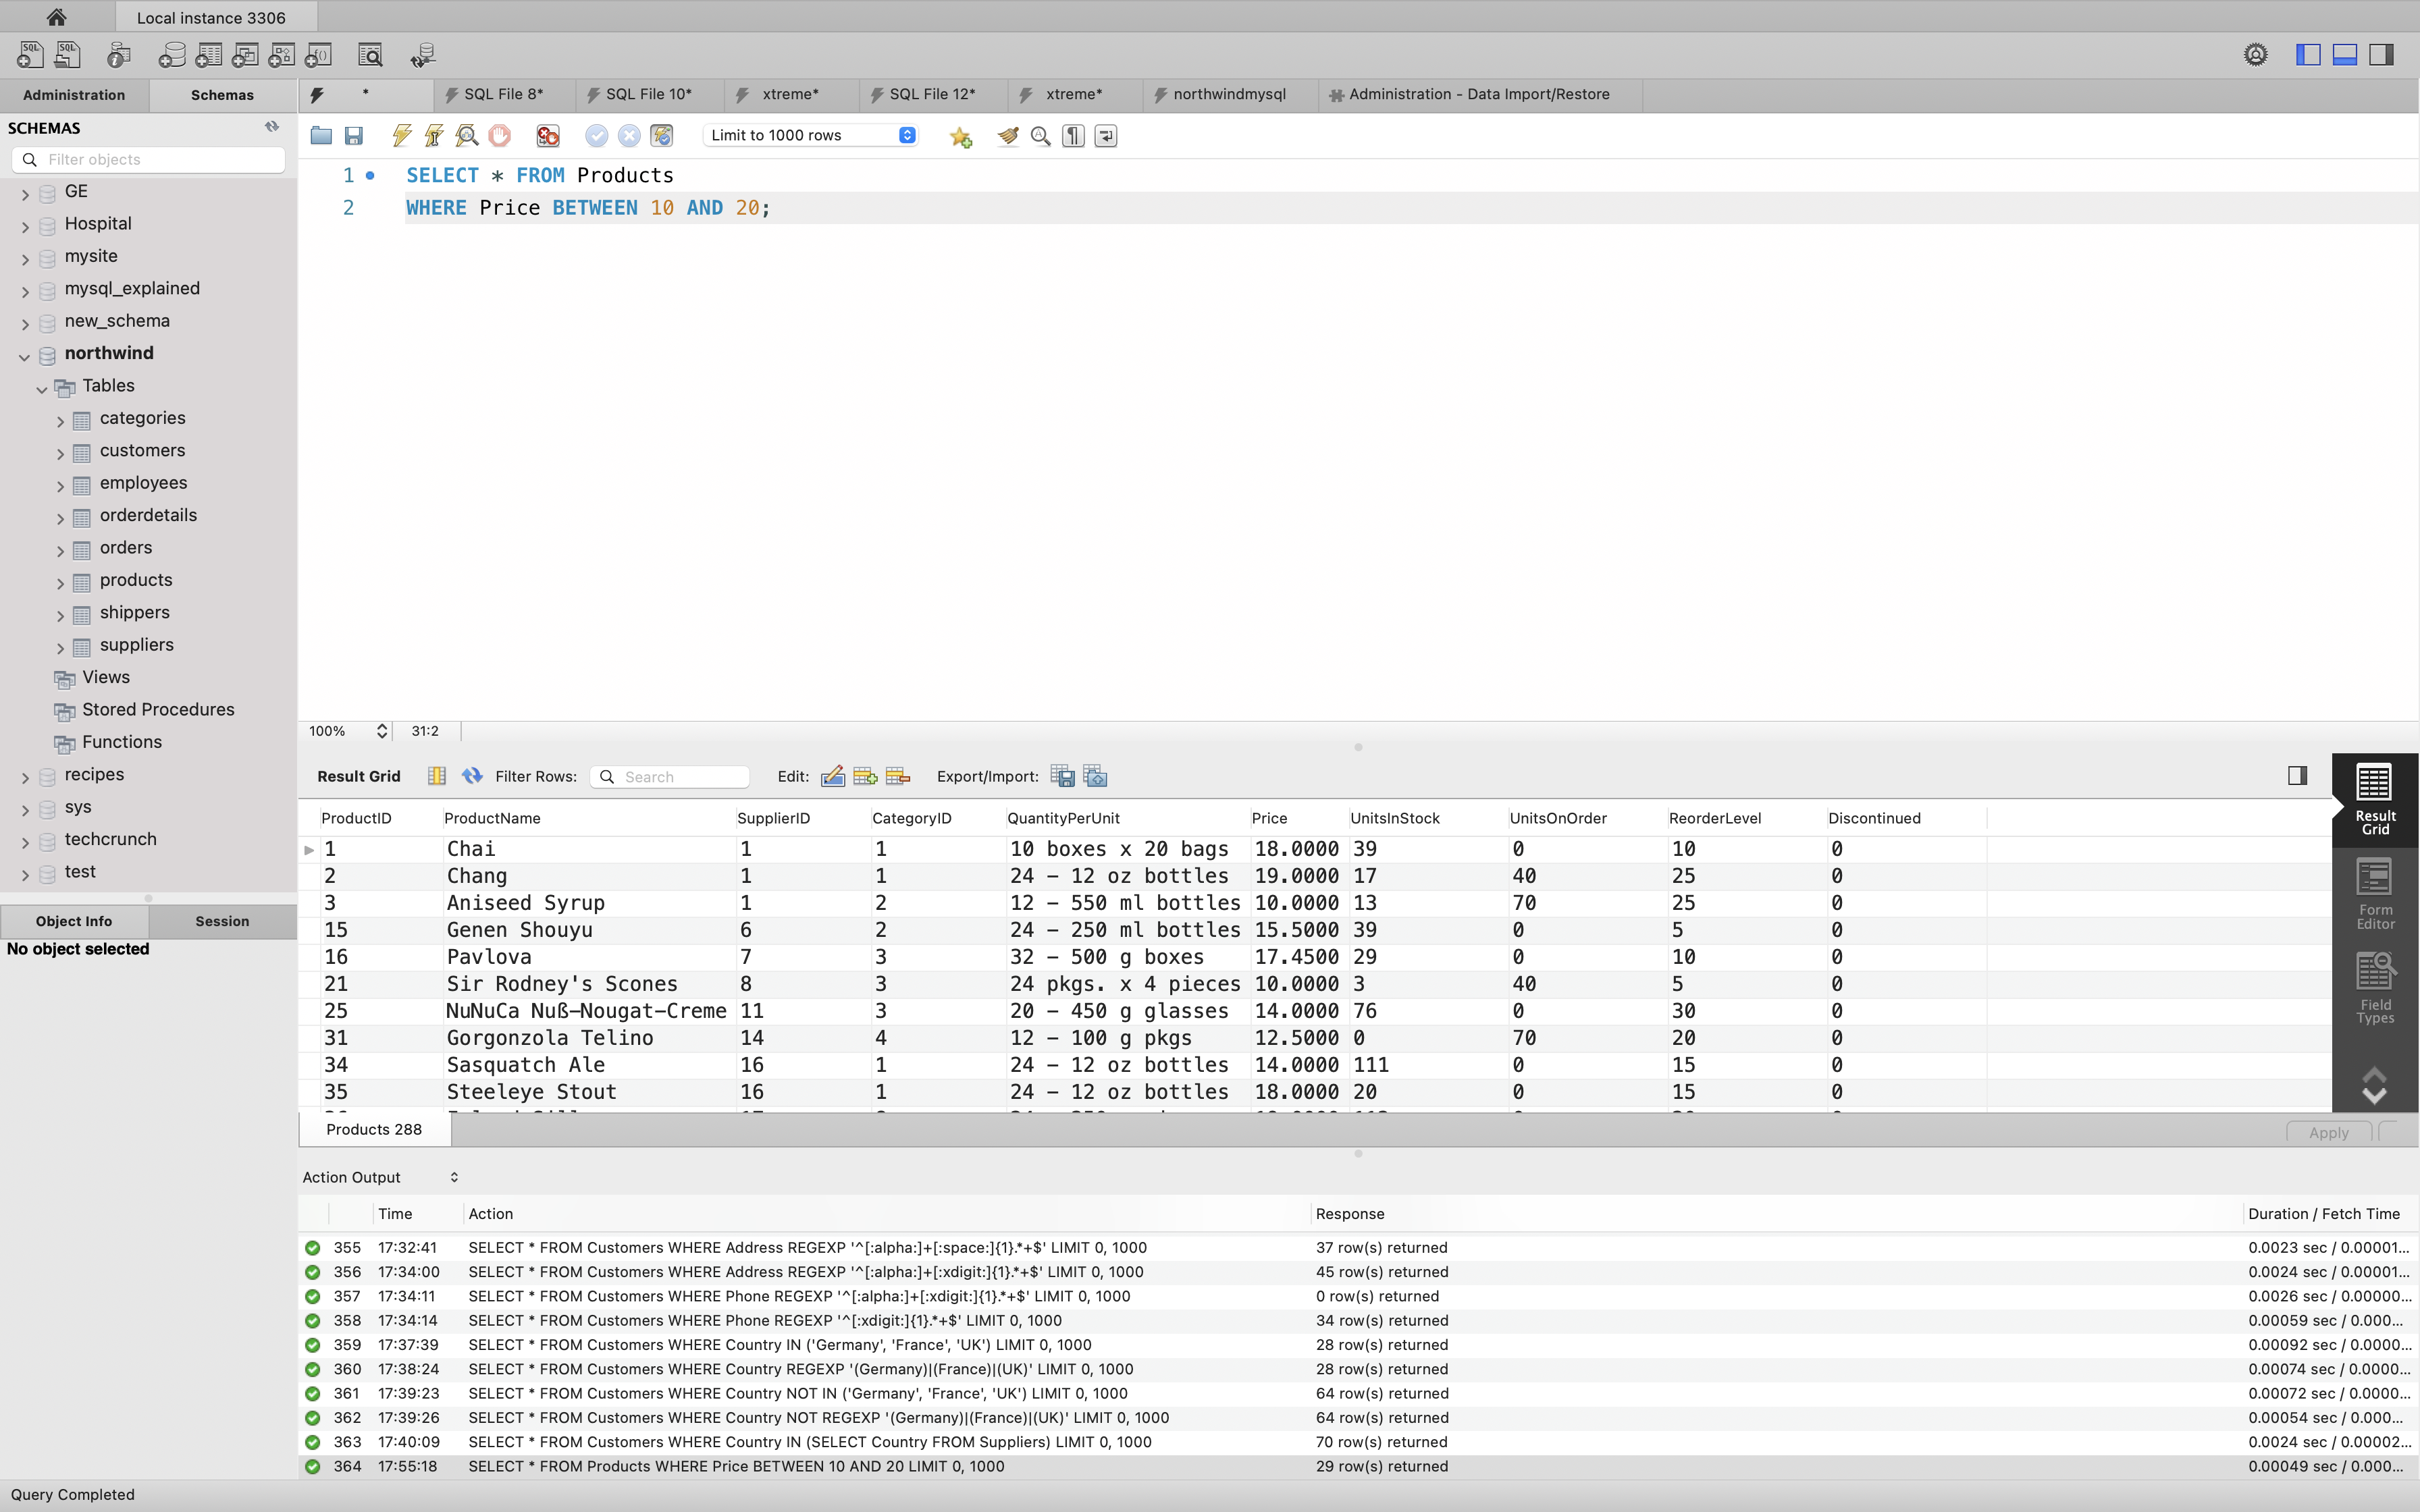 Local instance 3306
Administration Schemas
* SQL File 8* SQL File 10* xtreme* SQL File 12* xtreme* northwindmysql Administration - Data Import/Restore
SCHEMAS
Filter objects
Limit to 1000 rows
1 SELECT * FROM Products
2 WHERE Price BETWEEN 10 AND 20;
GE
Hospital
mysite
mysql_explained
new_schema
northwind
Tables
categories
customers
employees
orderdetails
orders
products
shippers
suppliers
Views
Stored Procedures
Functions
recipes
sys
techcrunch
test
Object Info Session
No object selected
100% 31:2
Result Grid Filter Rows: Search Edit: Export/Import:
ProductID ProductName SupplierID CategoryID QuantityPerUnit Price UnitsInStock UnitsOnOrder ReorderLevel Discontinued
1 Chai 1 1 10 boxes x 20 bags 18.0000 39 0 10 0
2 Chang 1 1 24 - 12 oz bottles 19.0000 17 40 25 0
3 Aniseed Syrup 1 2 12 - 550 ml bottles 10.0000 13 70 25 0
15 Genen Shouyu 6 2 24 - 250 ml bottles 15.5000 39 0 5 0
16 Pavlova 7 3 32 - 500 g boxes 17.4500 29 0 10 0
21 Sir Rodney's Scones 8 3 24 pkgs. x 4 pieces 10.0000 3 40 5 0
25 NuNuCa Nuß-Nougat-Creme 11 3 20 - 450 g glasses 14.0000 76 0 30 0
31 Gorgonzola Telino 14 4 12 - 100 g pkgs 12.5000 0 70 20 0
34 Sasquatch Ale 16 1 24 - 12 oz bottles 14.0000 111 0 15 0
35 Steeleye Stout 16 1 24 - 12 oz bottles 18.0000 20 0 15 0
Result
Grid
Form
Editor
Field
Types
Products 288
Apply
Action Output
Time Action Response Duration / Fetch Time
355 17:32:41 SELECT * FROM Customers WHERE Address REGEXP '^[:alpha:]+[:space:]{1}.*+$' LIMIT 0, 1000 37 row(s) returned 0.0023 sec / 0.00001...
356 17:34:00 SELECT * FROM Customers WHERE Address REGEXP '^[:alpha:]+[:xdigit:]{1}.*+$' LIMIT 0, 1000 45 row(s) returned 0.0024 sec / 0.00001...
357 17:34:11 SELECT * FROM Customers WHERE Phone REGEXP '^[:alpha:]+[:xdigit:]{1}.*+$' LIMIT 0, 1000 0 row(s) returned 0.0026 sec / 0.00000...
358 17:34:14 SELECT * FROM Customers WHERE Phone REGEXP '^[:xdigit:]{1}.*+$' LIMIT 0, 1000 34 row(s) returned 0.00059 sec / 0.000...
359 17:37:39 SELECT * FROM Customers WHERE Country IN ('Germany', 'France', 'UK') LIMIT 0, 1000 28 row(s) returned 0.00092 sec / 0.0000...
360 17:38:24 SELECT * FROM Customers WHERE Country REGEXP '(Germany)|(France)|(UK)' LIMIT 0, 1000 28 row(s) returned 0.00074 sec / 0.0000...
361 17:39:23 SELECT * FROM Customers WHERE Country NOT IN ('Germany', 'France', 'UK') LIMIT 0, 1000 64 row(s) returned 0.00072 sec / 0.0000...
362 17:39:26 SELECT * FROM Customers WHERE Country NOT REGEXP '(Germany)|(France)|(UK)' LIMIT 0, 1000 64 row(s) returned 0.00054 sec / 0.000...
363 17:40:09 SELECT * FROM Customers WHERE Country IN (SELECT Country FROM Suppliers) LIMIT 0, 1000 70 row(s) returned 0.0024 sec / 0.00002...
364 17:55:18 SELECT * FROM Products WHERE Price BETWEEN 10 AND 20 LIMIT 0, 1000 29 row(s) returned 0.00049 sec / 0.000...
Query Completed